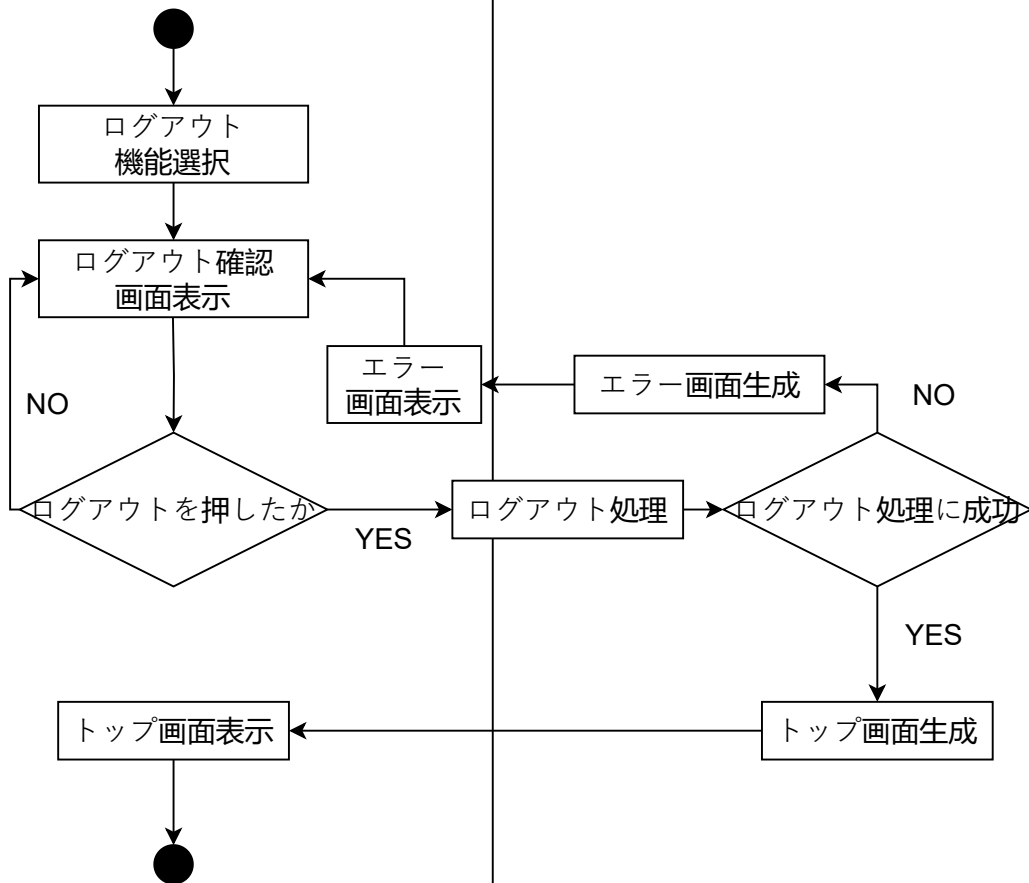 ログアウト
機能選択
ログアウト確認
画面表示
エラー
画面表示
エラー画面生成
NO
NO
ログアウトを押したか
YES
ログアウト処理
ログアウト処理に成功
YES
トップ画面表示
トップ画面生成